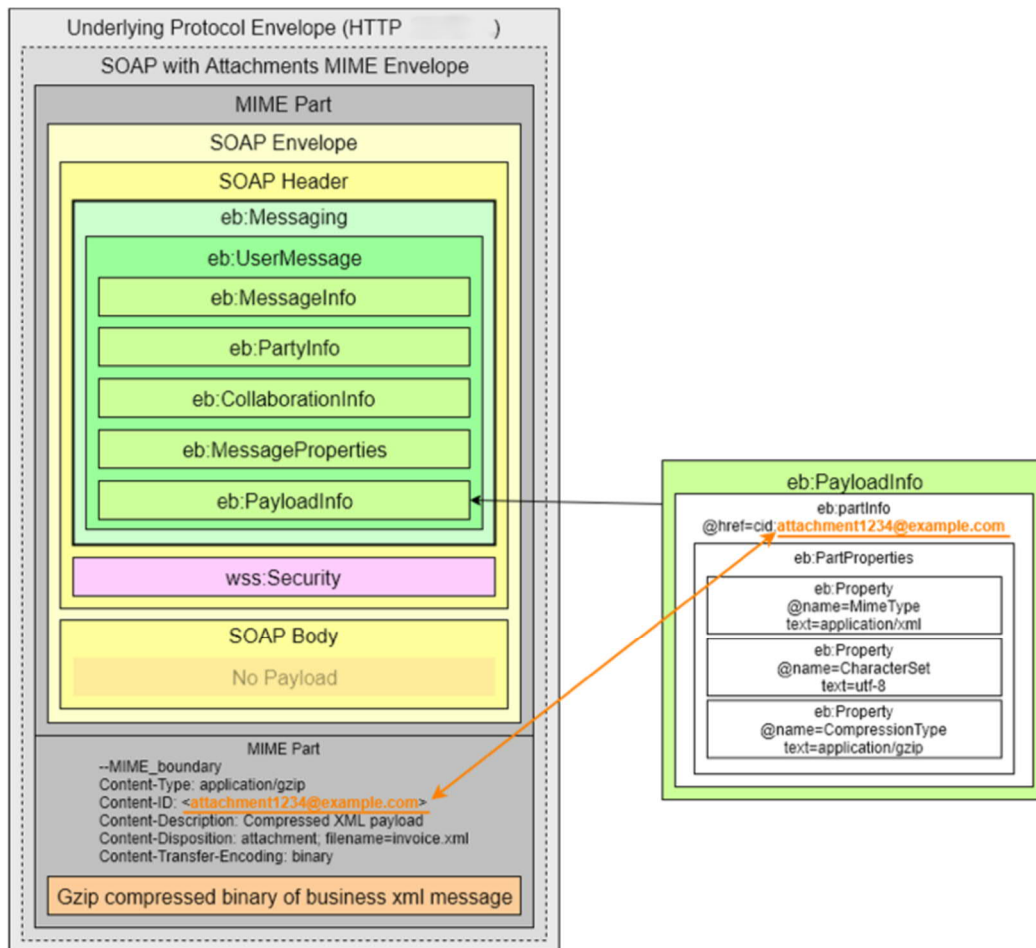 Underlying Protocol Envelope (HTTP )
SOAP with Attachments MIME Envelope
MIME Part
SOAP Envelope
SOAP Header
eb:Messaging
eb:UserMessage
eb:MessageInfo
eb:PartyInfo
eb:CollaborationInfo
eb:MessageProperties
eb:PayloadInfo
wss:Security
SOAP Body
No Payload
MIME Part
--MIME_boundary
Content-Type: application/gzip
Content-ID: <attachment1234@example.com>
Content-Description: Compressed XML payload
Content-Disposition: attachment; filename=invoice.xml
Content-Transfer-Encoding: binary
Gzip compressed binary of business xml message
eb:PayloadInfo
eb:partInfo
@href=cid:attachment1234@example.com
eb:PartProperties
eb:Property
@name=MimeType
text=application/xml
eb:Property
@name=CharacterSet
text=utf-8
eb:Property
@name=CompressionType
text=application/gzip